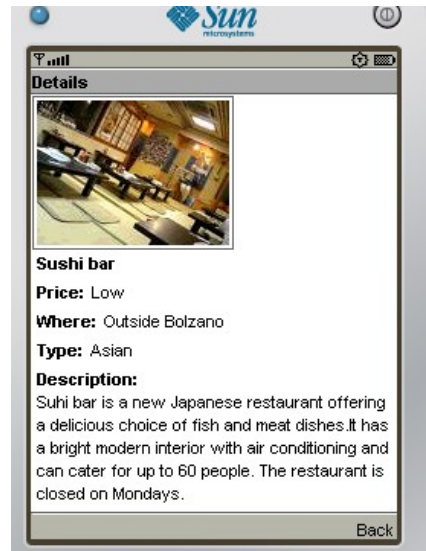 Sun
microsystems
Details
Sushi bar
Price: Low
Where: Outside Bolzano
Type: Asian
Description:
Suhi bar is a new Japanese restaurant offering
a delicious choice of fish and meat dishes.It has
a bright modern interior with air conditioning and
can cater for up to 60 people. The restaurant is
closed on Mondays.
Back